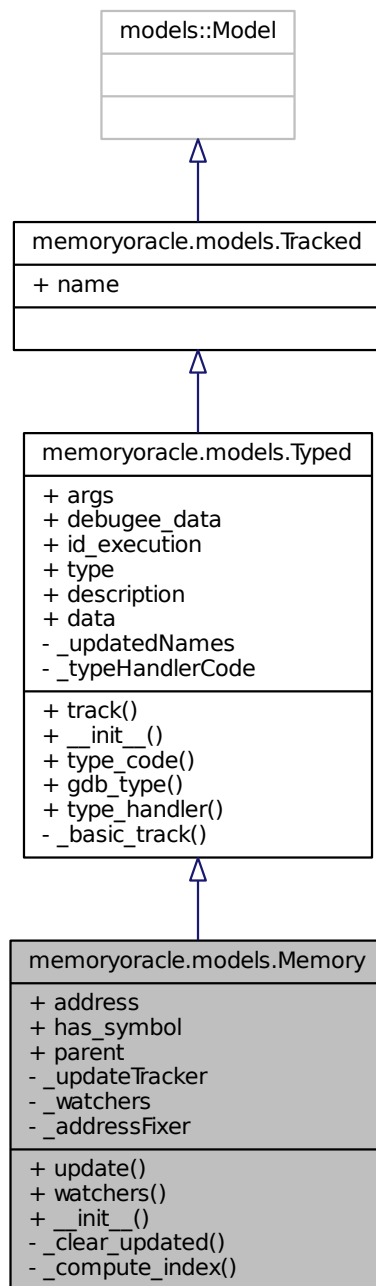 models::Model
memoryoracle.models.Tracked
+ name
memoryoracle.models.Typed
+ args
+ debugee_data
+ id_execution
+ type
+ description
+ data
- _updatedNames
- _typeHandlerCode
+ track()
+ __init__()
+ type_code()
+ gdb_type()
+ type_handler()
- _basic_track()
memoryoracle.models.Memory
+ address
+ has_symbol
+ parent
- _updateTracker
- _watchers
- _addressFixer
+ update()
+ watchers()
+ __init__()
- _clear_updated()
- _compute_index()